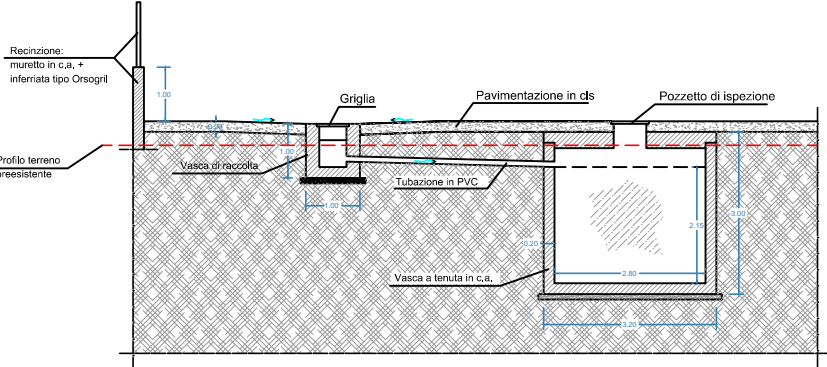 Recinzione:
muretto in c.a. +
inferriata tipo Orsogril
1.00
Griglia
Pavimentazione in cls
Pozzetto di ispezione
0.20
Profilo terreno
preesistente
Vasca di raccolta
1.00
Tubazione in PVC
1.00
3.00
2.15
0.20
Vasca a tenuta in c.a.
2.80
3.20